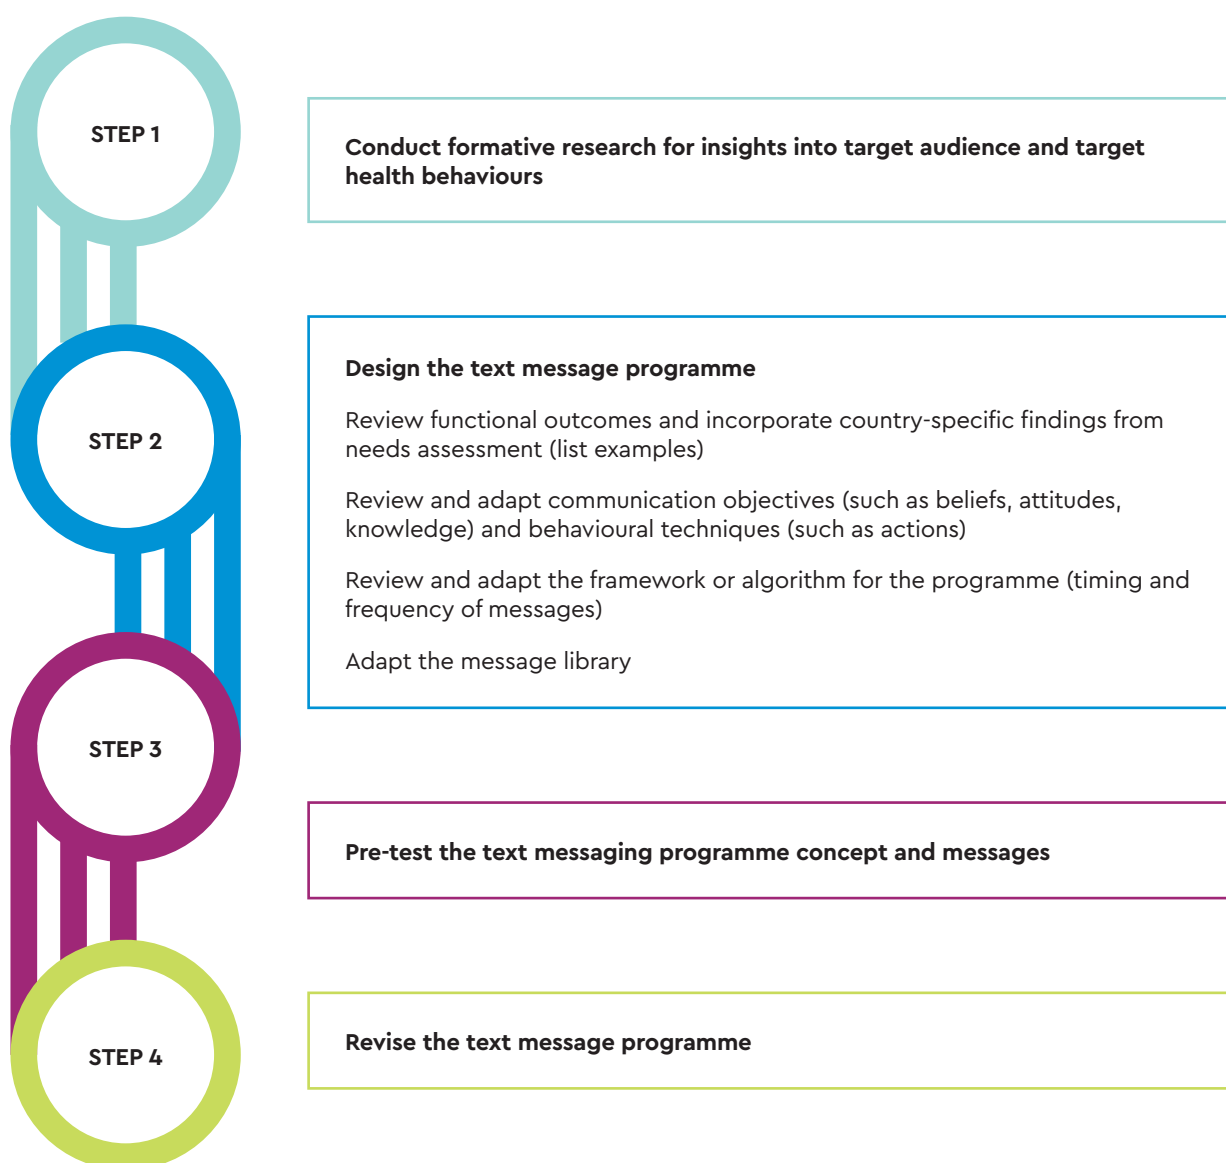 STEP 1
Conduct formative research for insights into target audience and target
health behaviours
STEP 2
Design the text message programme
Review functional outcomes and incorporate country-specific findings from
needs assessment (list examples)
Review and adapt communication objectives (such as beliefs, attitudes,
knowledge) and behavioural techniques (such as actions)
Review and adapt the framework or algorithm for the programme (timing and
frequency of messages)
Adapt the message library
STEP 3
Pre-test the text messaging programme concept and messages
STEP 4
Revise the text message programme